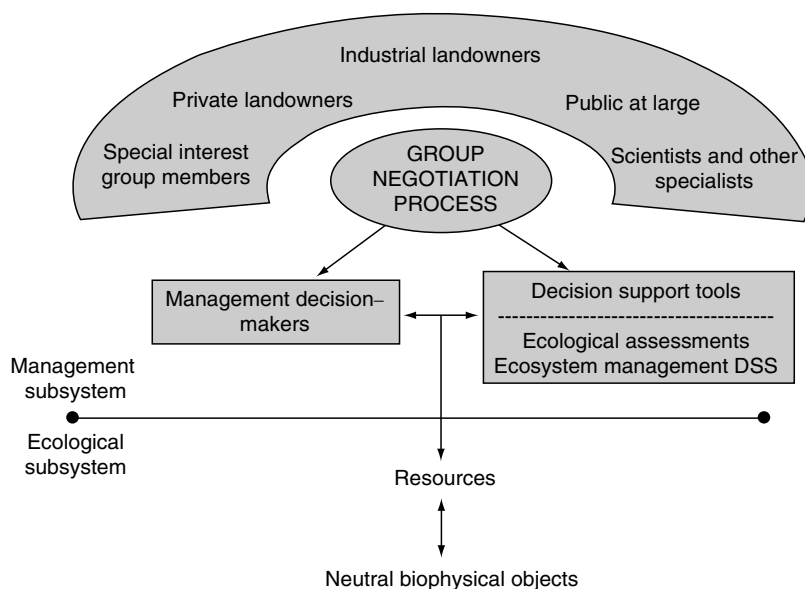 Industrial landowners
Private landowners
Public at large
Special interest
group members
Scientists and other
specialists
GROUP
NEGOTIATION
PROCESS
Management decision–
makers
Decision support tools
Ecological assessments
Ecosystem management DSS
Management
subsystem
Ecological
subsystem
Resources
Neutral biophysical objects